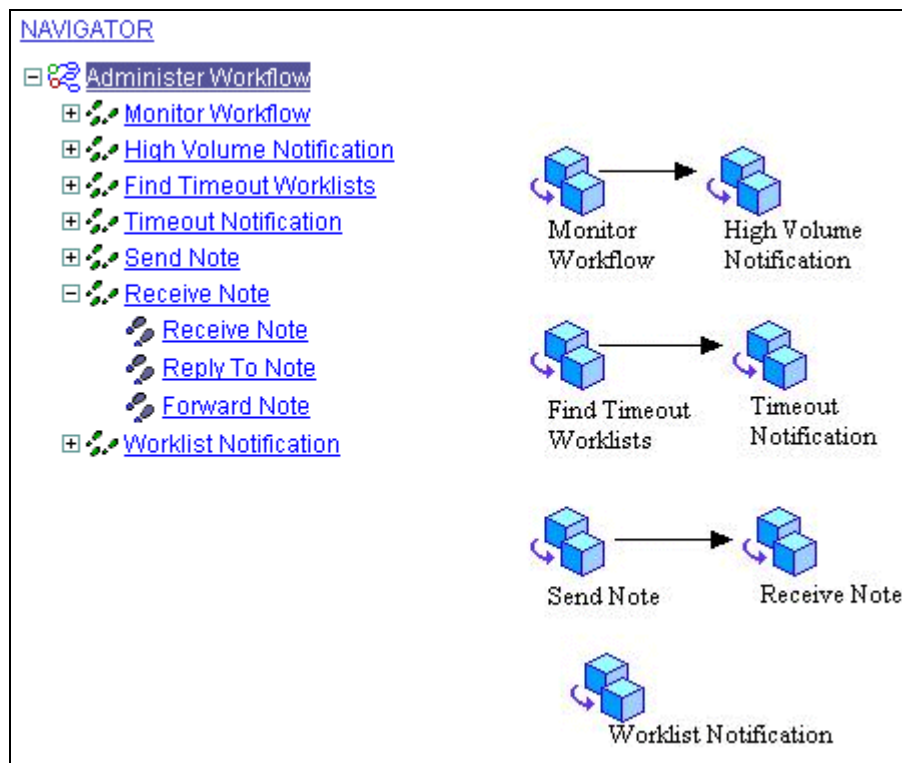 NAVIGATOR
Administer Workflow
Monitor Workflow
High Volume Notification
Find Timeout Worklists
Timeout Notification
Send Note
Receive Note
Receive Note
Reply To Note
Forward Note
Worklist Notification
Monitor
Workflow
High Volume
Notification
Find Timeout
Worklists
Timeout
Notification
Send Note
Receive Note
Worklist Notification